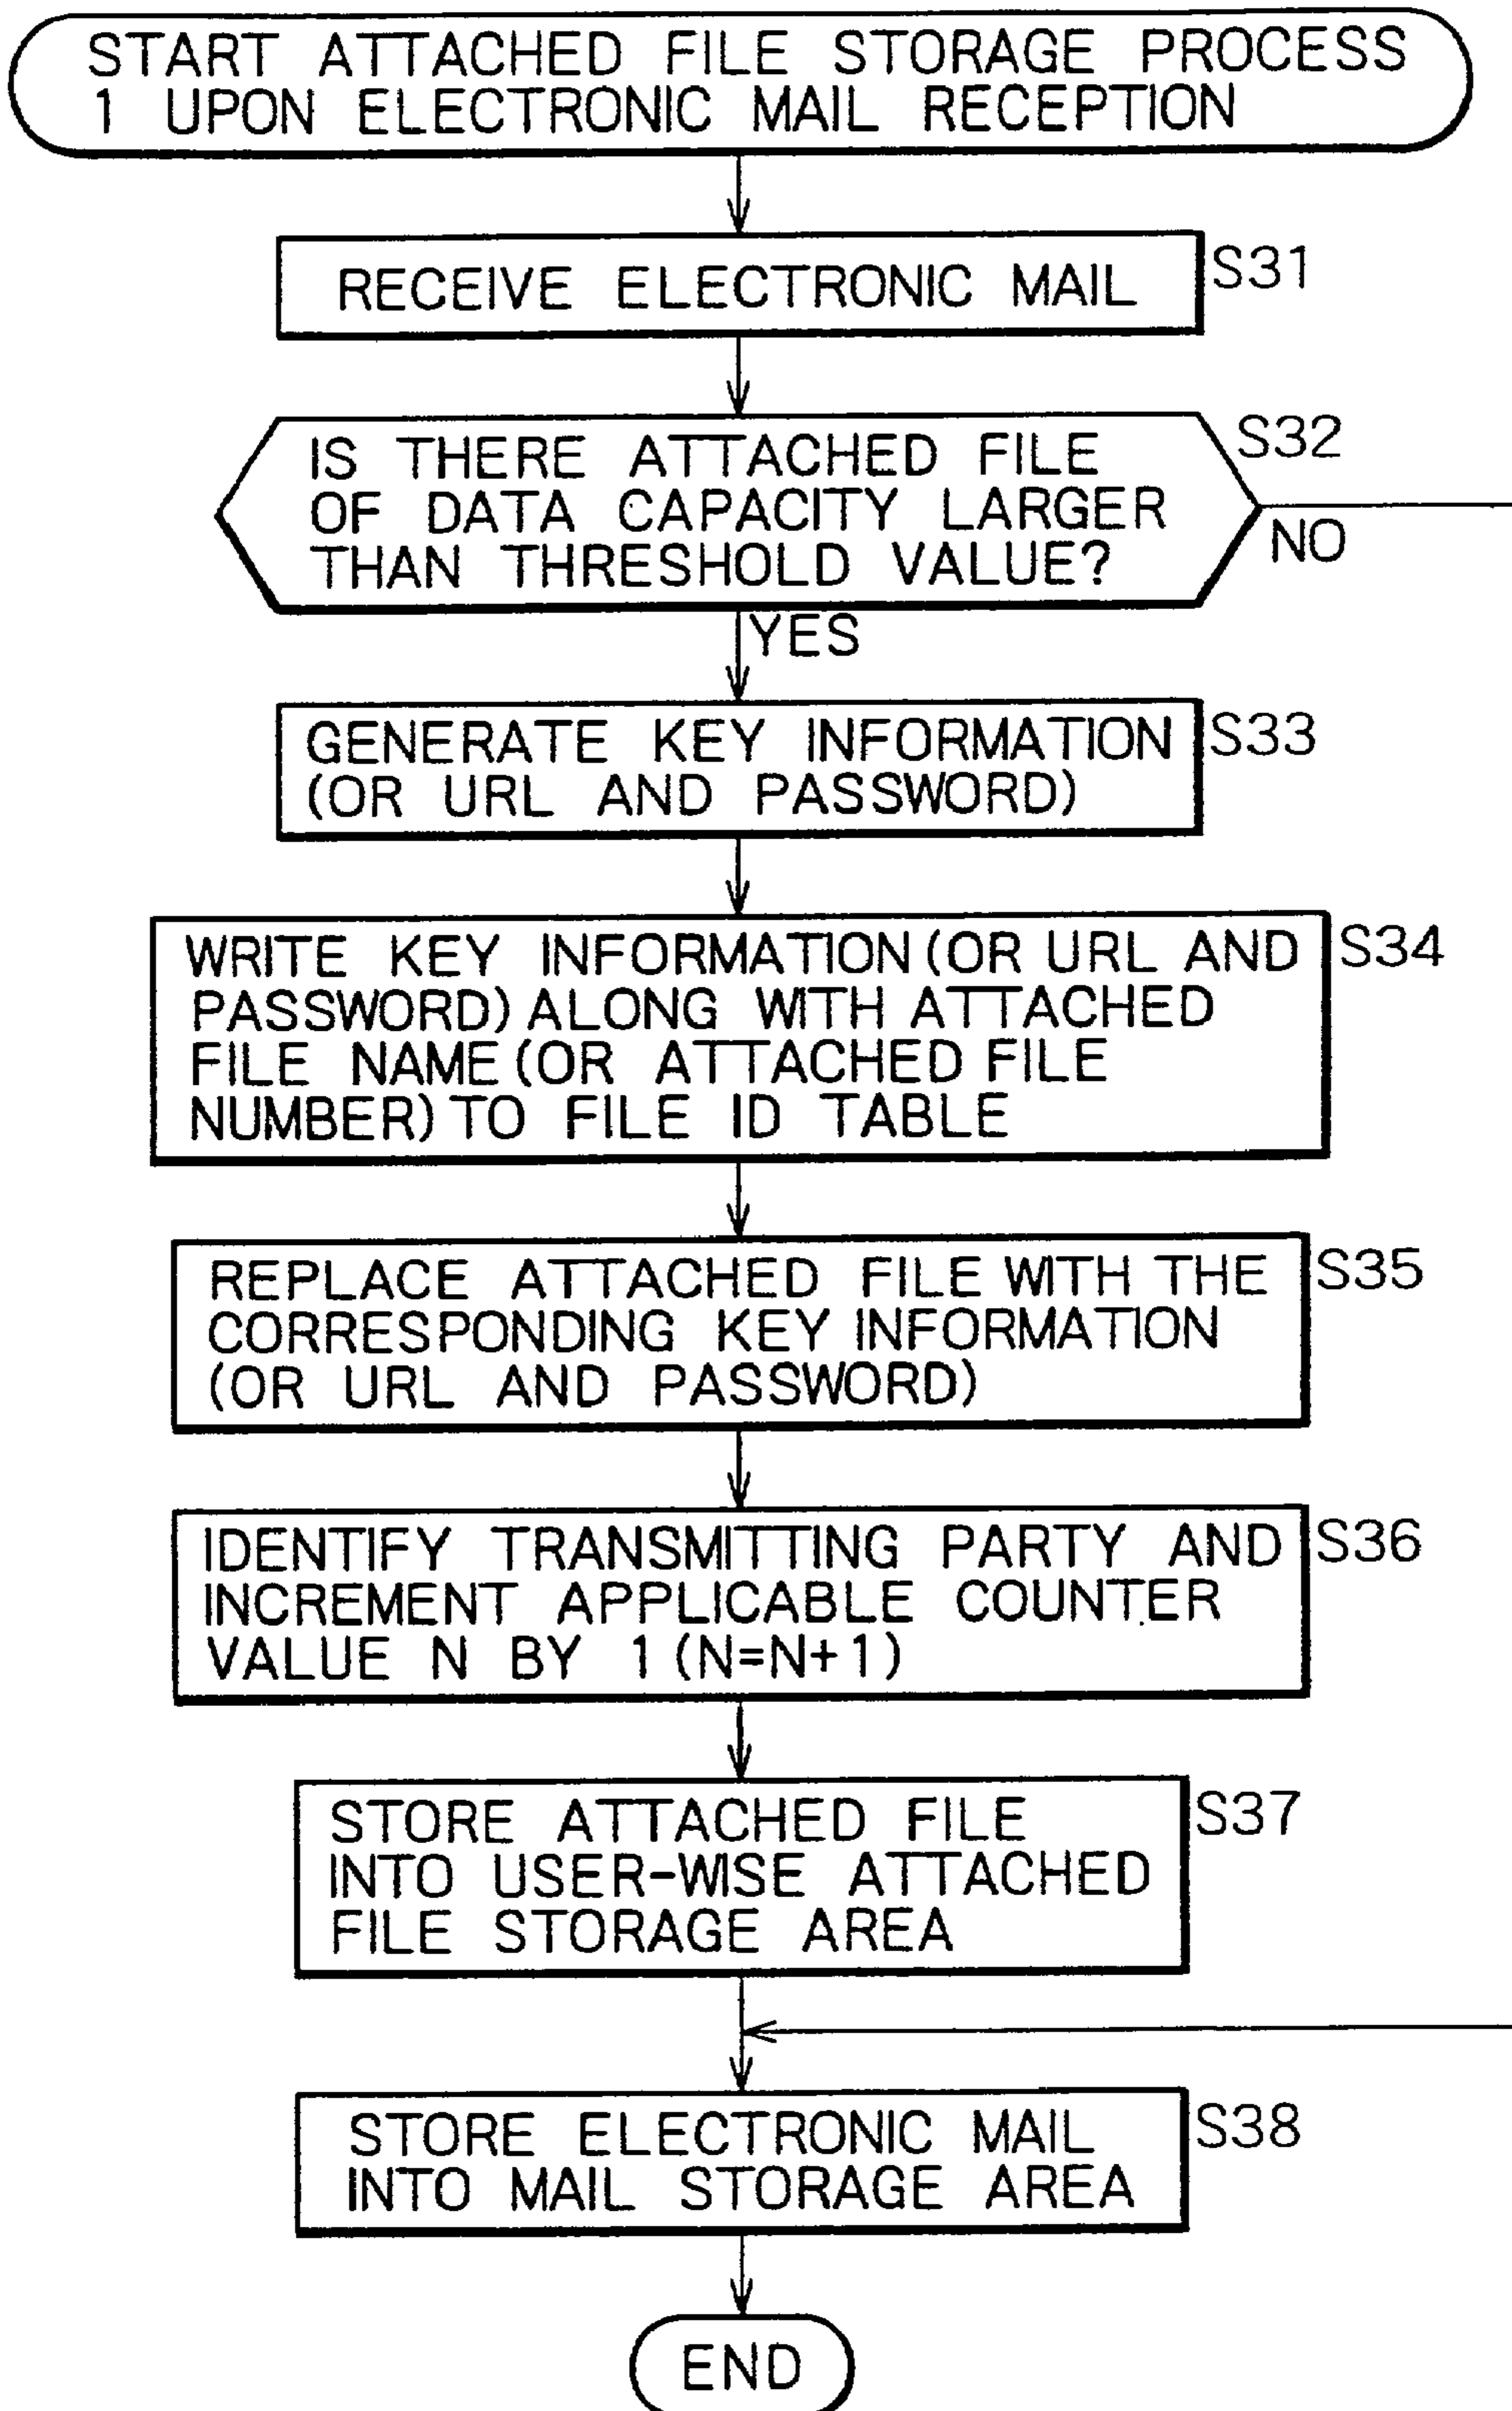 START ATTACHED FILE STORAGE PROCESS
1 UPON ELECTRONIC MAIL RECEPTION
RECEIVE ELECTRONIC MAIL
S31
IS THERE ATTACHED FILE
OF DATA CAPACITY LARGER
THAN THRESHOLD VALUE?
S32
NO
YES
GENERATE KEY INFORMATION
(OR URL AND PASSWORD)
S33
WRITE KEY INFORMATION (OR URL AND
PASSWORD) ALONG WITH ATTACHED
FILE NAME (OR ATTACHED FILE
NUMBER) TO FILE ID TABLE
S34
REPLACE ATTACHED FILE WITH THE
CORRESPONDING KEY INFORMATION
(OR URL AND PASSWORD)
S35
IDENTIFY TRANSMITTING PARTY AND
INCREMENT APPLICABLE COUNTER
VALUE N BY 1 (N=N+1)
S36
STORE ATTACHED FILE
INTO USER-WISE ATTACHED
FILE STORAGE AREA
S37
STORE ELECTRONIC MAIL
INTO MAIL STORAGE AREA
S38
END